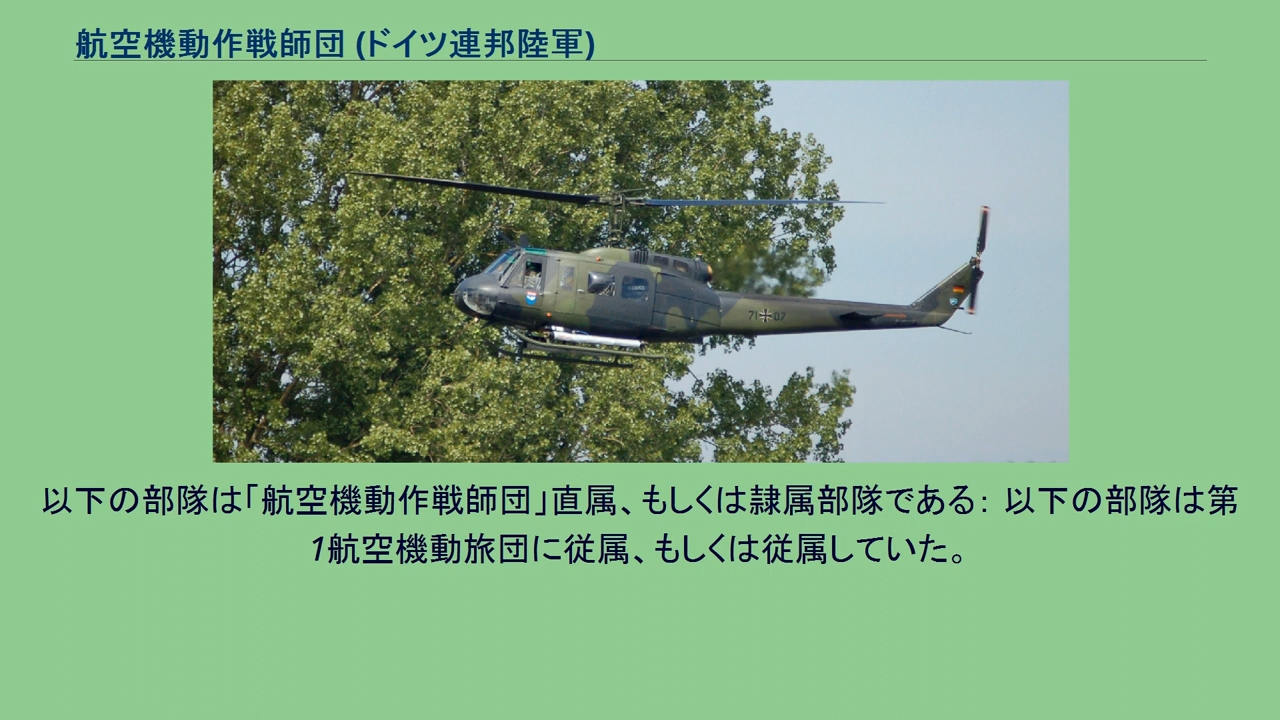 航空機動作戦師団 (ドイツ連邦陸軍)
71 07
以下の部隊は「航空機動作戦師団」直属、もしくは隷属部隊である： 以下の部隊は第
1航空機動旅団に従属、もしくは従属していた。